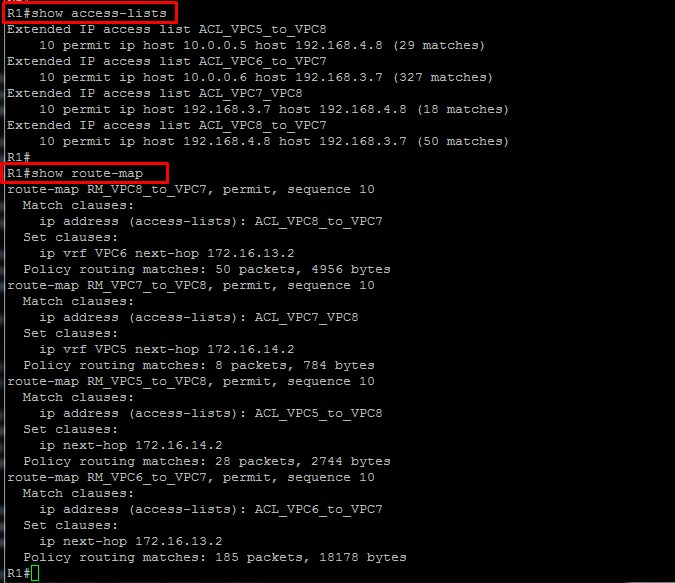 R1#show access-lists
Extended IP access list ACL_VPC5_to_VPC8
    10 permit ip host 10.0.0.5 host 192.168.4.8 (29 matches)
Extended IP access list ACL_VPC6_to_VPC7
    10 permit ip host 10.0.0.6 host 192.168.3.7 (327 matches)
Extended IP access list ACL_VPC7_VPC8
    10 permit ip host 192.168.3.7 host 192.168.4.8 (18 matches)
Extended IP access list ACL_VPC8_to_VPC7
    10 permit ip host 192.168.4.8 host 192.168.3.7 (50 matches)
R1#
R1#show route-map
route-map RM_VPC8_to_VPC7, permit, sequence 10
  Match clauses:
    ip address (access-lists): ACL_VPC8_to_VPC7
  Set clauses:
    ip vrf VPC6 next-hop 172.16.13.2
  Policy routing matches: 50 packets, 4956 bytes
route-map RM_VPC7_to_VPC8, permit, sequence 10
  Match clauses:
    ip address (access-lists): ACL_VPC7_VPC8
  Set clauses:
    ip vrf VPC5 next-hop 172.16.14.2
  Policy routing matches: 8 packets, 784 bytes
route-map RM_VPC5_to_VPC8, permit, sequence 10
  Match clauses:
    ip address (access-lists): ACL_VPC5_to_VPC8
  Set clauses:
    ip next-hop 172.16.14.2
  Policy routing matches: 28 packets, 2744 bytes
route-map RM_VPC6_to_VPC7, permit, sequence 10
  Match clauses:
    ip address (access-lists): ACL_VPC6_to_VPC7
  Set clauses:
    ip next-hop 172.16.13.2
  Policy routing matches: 185 packets, 18178 bytes
R1#